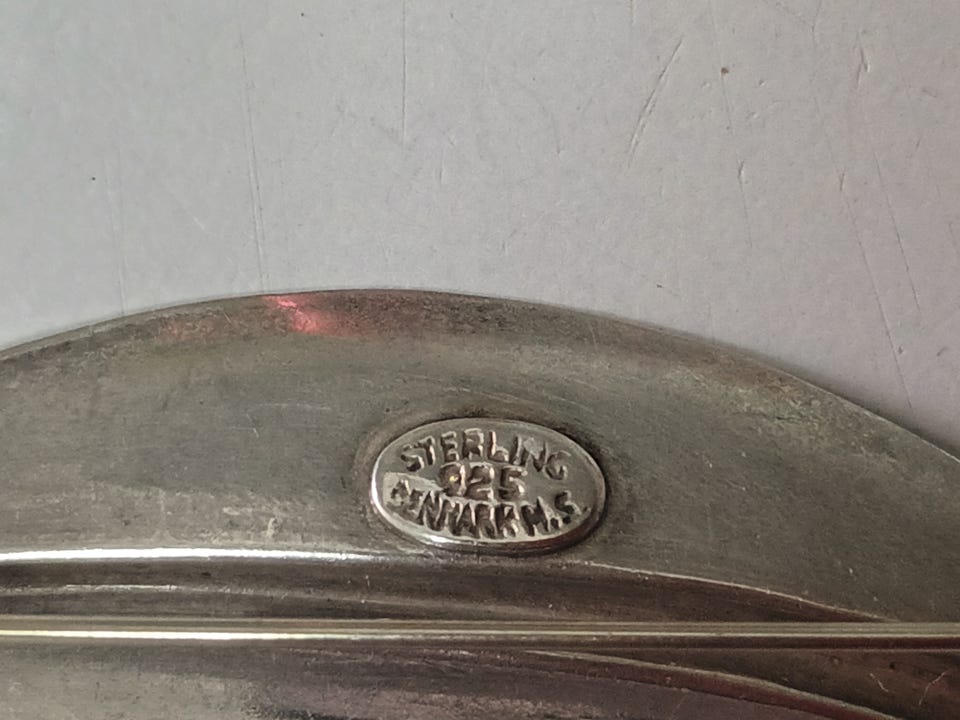 STERLING
925
DENMARK H.S.